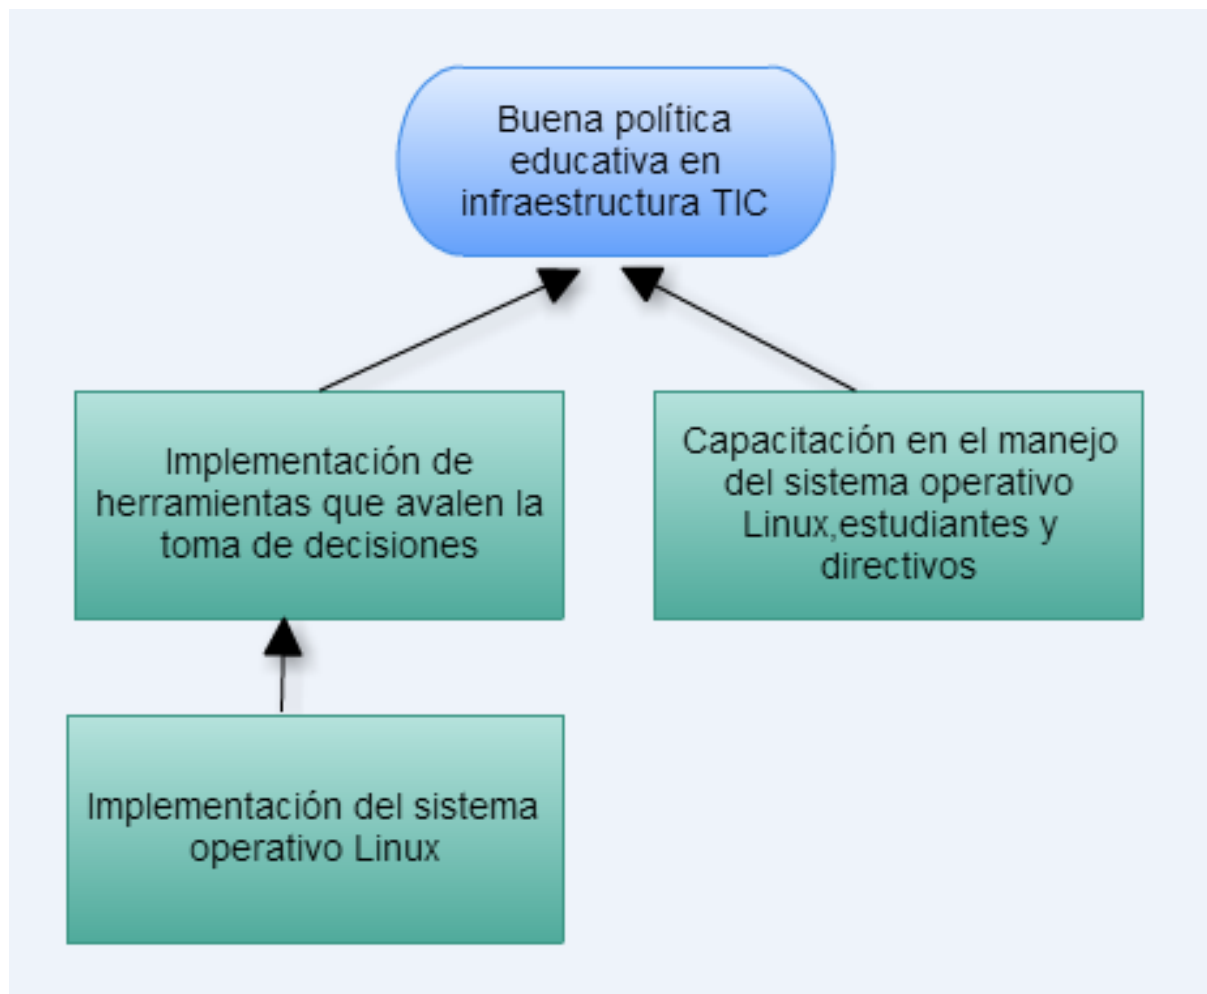 Buena política
educativa en
infraestructura TIC
Implementación de
herramientas que avalen la
toma de decisiones
Capacitación en el manejo
del sistema operativo
Linux,estudiantes y
directivos
Implementación del sistema
operativo Linux